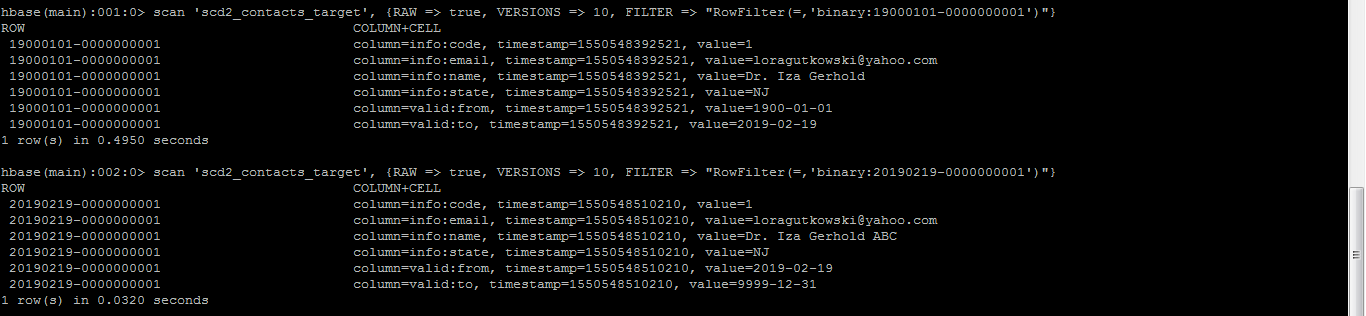 hbase(main):001:0> scan 'scd2_contacts_target', {RAW => true, VERSIONS => 10, FILTER => "RowFilter(=,'binary:19000101-0000000001')"}
ROW COLUMN+CELL
19000101-0000000001 column=info:code, timestamp=1550548392521, value=1
19000101-0000000001 column=info:email, timestamp=1550548392521, value=loragutkowski@yahoo.com
19000101-0000000001 column=info:name, timestamp=1550548392521, value=Dr. Iza Gerhold
19000101-0000000001 column=info:state, timestamp=1550548392521, value=NJ
19000101-0000000001 column=valid:from, timestamp=1550548392521, value=1900-01-01
19000101-0000000001 column=valid:to, timestamp=1550548392521, value=2019-02-19
1 row(s) in 0.4950 seconds
hbase(main):002:0> scan 'scd2_contacts_target', {RAW => true, VERSIONS => 10, FILTER => "RowFilter(=,'binary:20190219-0000000001')"}
ROW COLUMN+CELL
20190219-0000000001 column=info:code, timestamp=1550548510210, value=1
20190219-0000000001 column=info:email, timestamp=1550548510210, value=loragutkowski@yahoo.com
20190219-0000000001 column=info:name, timestamp=1550548510210, value=Dr. Iza Gerhold ABC
20190219-0000000001 column=info:state, timestamp=1550548510210, value=NJ
20190219-0000000001 column=valid:from, timestamp=1550548510210, value=2019-02-19
20190219-0000000001 column=valid:to, timestamp=1550548510210, value=9999-12-31
1 row(s) in 0.0320 seconds